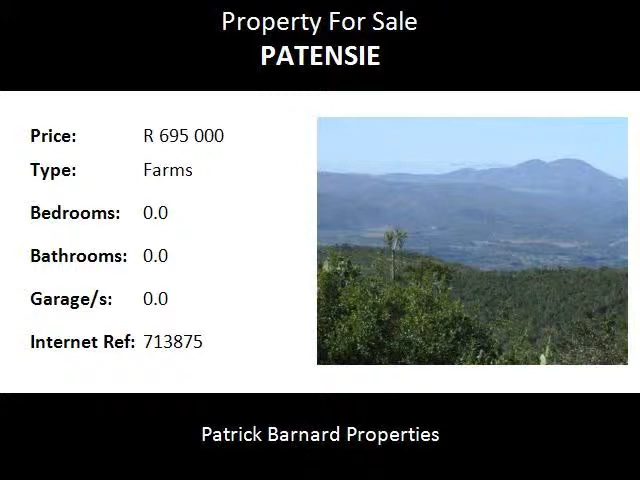 Property For Sale
PATENSIE
Price: R 695 000
Type: Farms
Bedrooms: 0.0
Bathrooms: 0.0
Garage/s: 0.0
Internet Ref: 713875
Patrick Barnard Properties